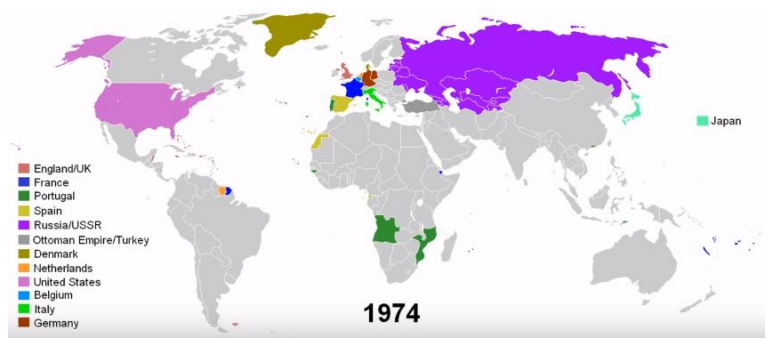 Japan
England/UK
France
Portugal
Spain
Russia/USSR
Ottoman Empire/Turkey
Denmark
Netherlands
United States
Belgium
Italy
Germany
1974